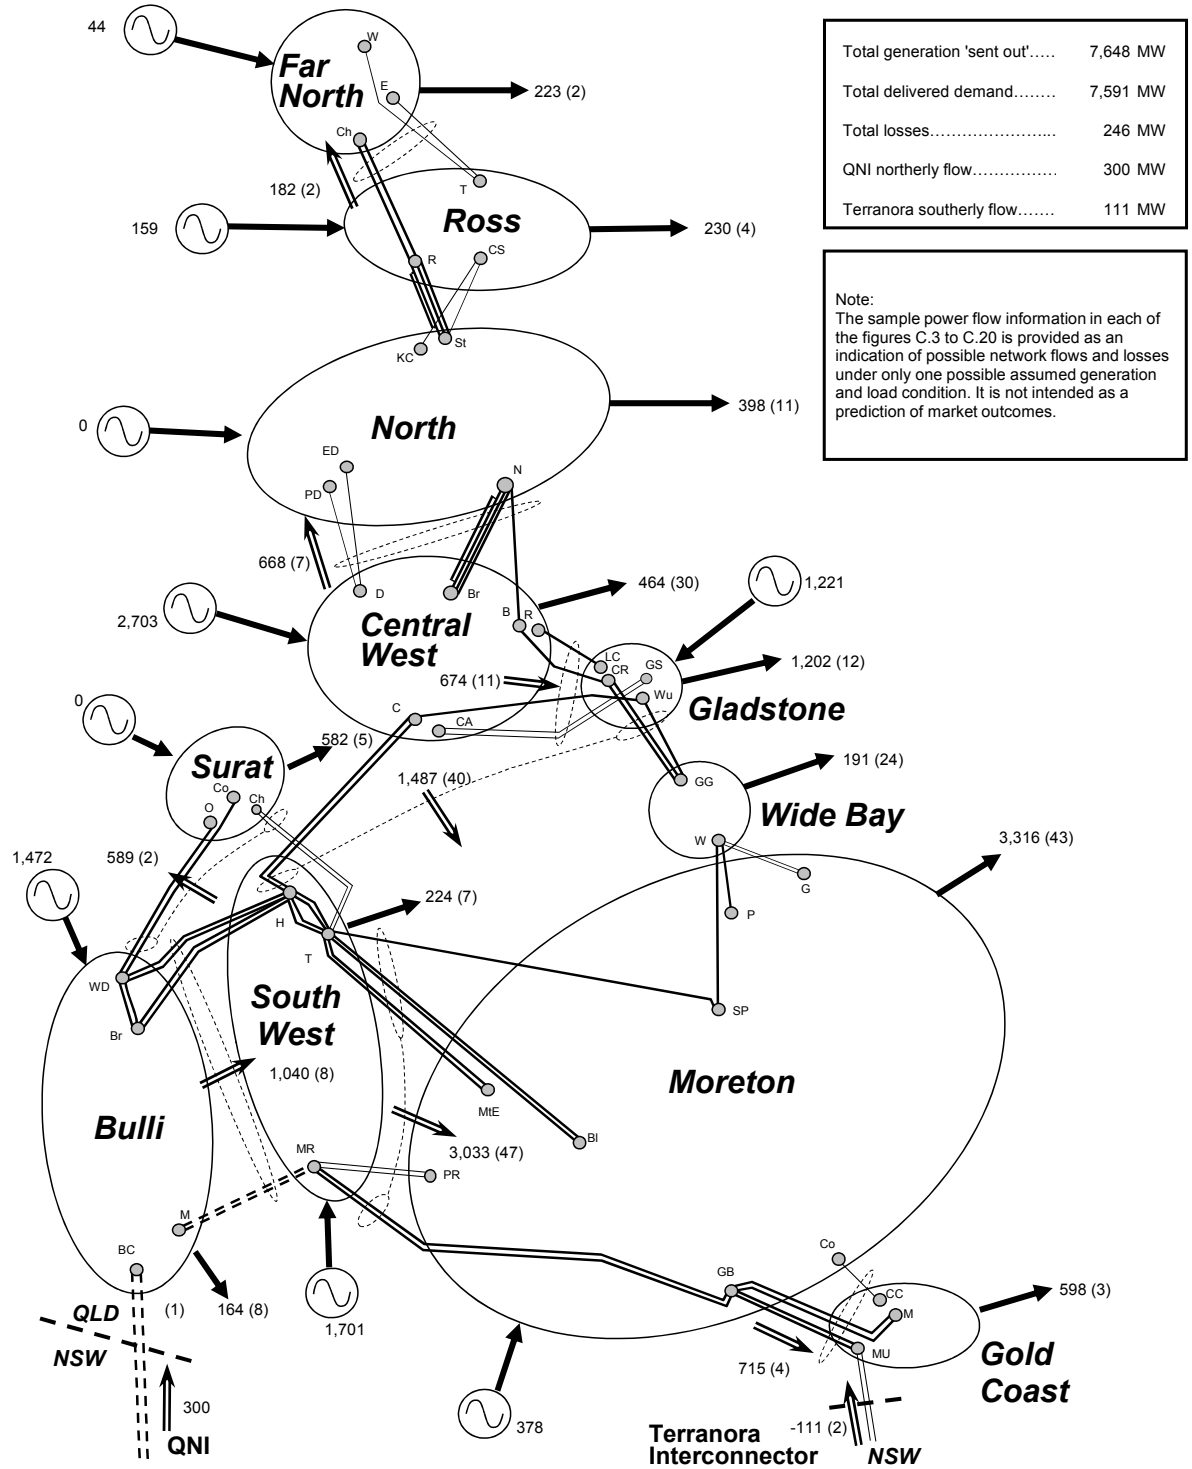 44
W
Far
North
E
223 (2)
Ch
182 (2)
T
159
Ross
230 (4)
R
CS
St
KC
0
North
398 (11)
ED
PD
N
668 (7)
D
Br
464 (30)
1,221
2,703
Central
West
B
R
LC
CR
GS
Wu
1,202 (12)
674 (11)
Gladstone
C
CA
0
582 (5)
Surat
Co
Ch
O
1,487 (40)
GG
191 (24)
Wide Bay
W
G
3,316 (43)
1,472
589 (2)
H
224 (7)
T
P
WD
Br
South
West
1,040 (8)
SP
Moreton
Bulli
MtE
Bl
3,033 (47)
MR
PR
M
BC
QLD
(1)
164 (8)
NSW
1,701
300
QNI
378
Co
GB
CC
M
598 (3)
MU
715 (4)
Gold
Coast
-111 (2)
Terranora
Interconnector
NSW
Total generation 'sent out'..... 7,648 MW
Total delivered demand........ 7,591 MW
Total losses........................ 246 MW
QNI northerly flow................ 300 MW
Terranora southerly flow....... 111 MW
Note:
The sample power flow information in each of
the figures C.3 to C.20 is provided as an
indication of possible network flows and losses
under only one possible assumed generation
and load condition. It is not intended as a
prediction of market outcomes.